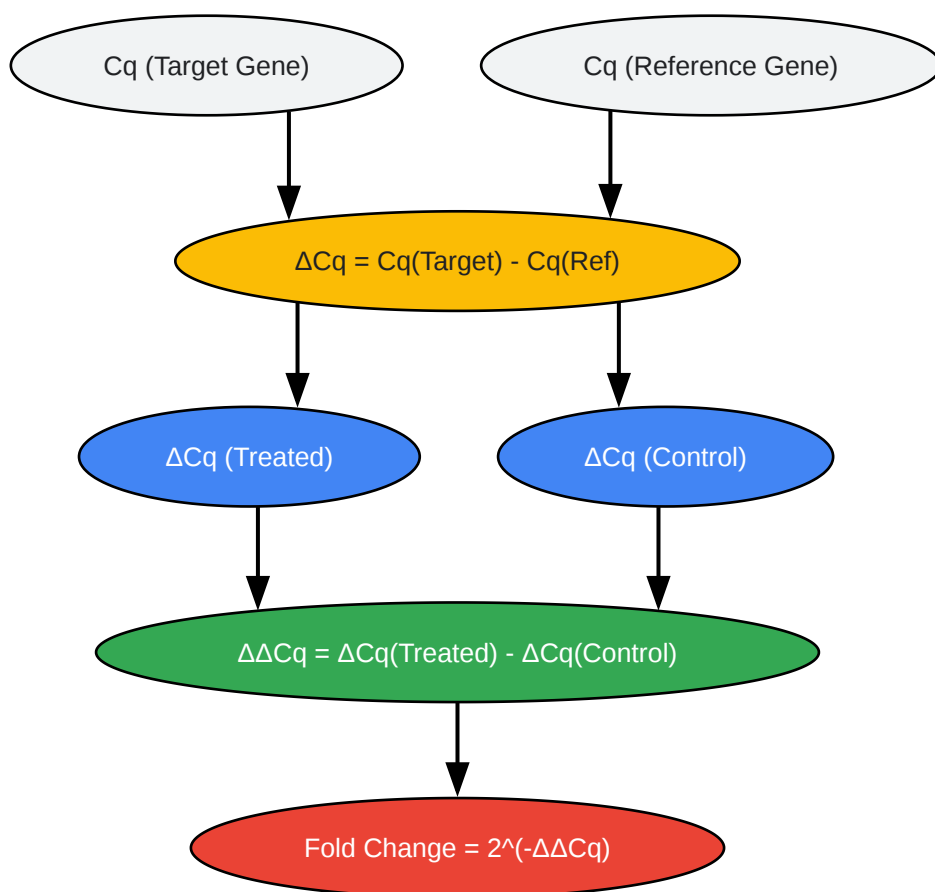 Cq (Target Gene)
Cq (Reference Gene)
ΔCq = Cq(Target) - Cq(Ref)
ΔCq (Treated)
ΔCq (Control)
ΔΔCq = ΔCq(Treated) - ΔCq(Control)
Fold Change = 2^(-ΔΔCq)